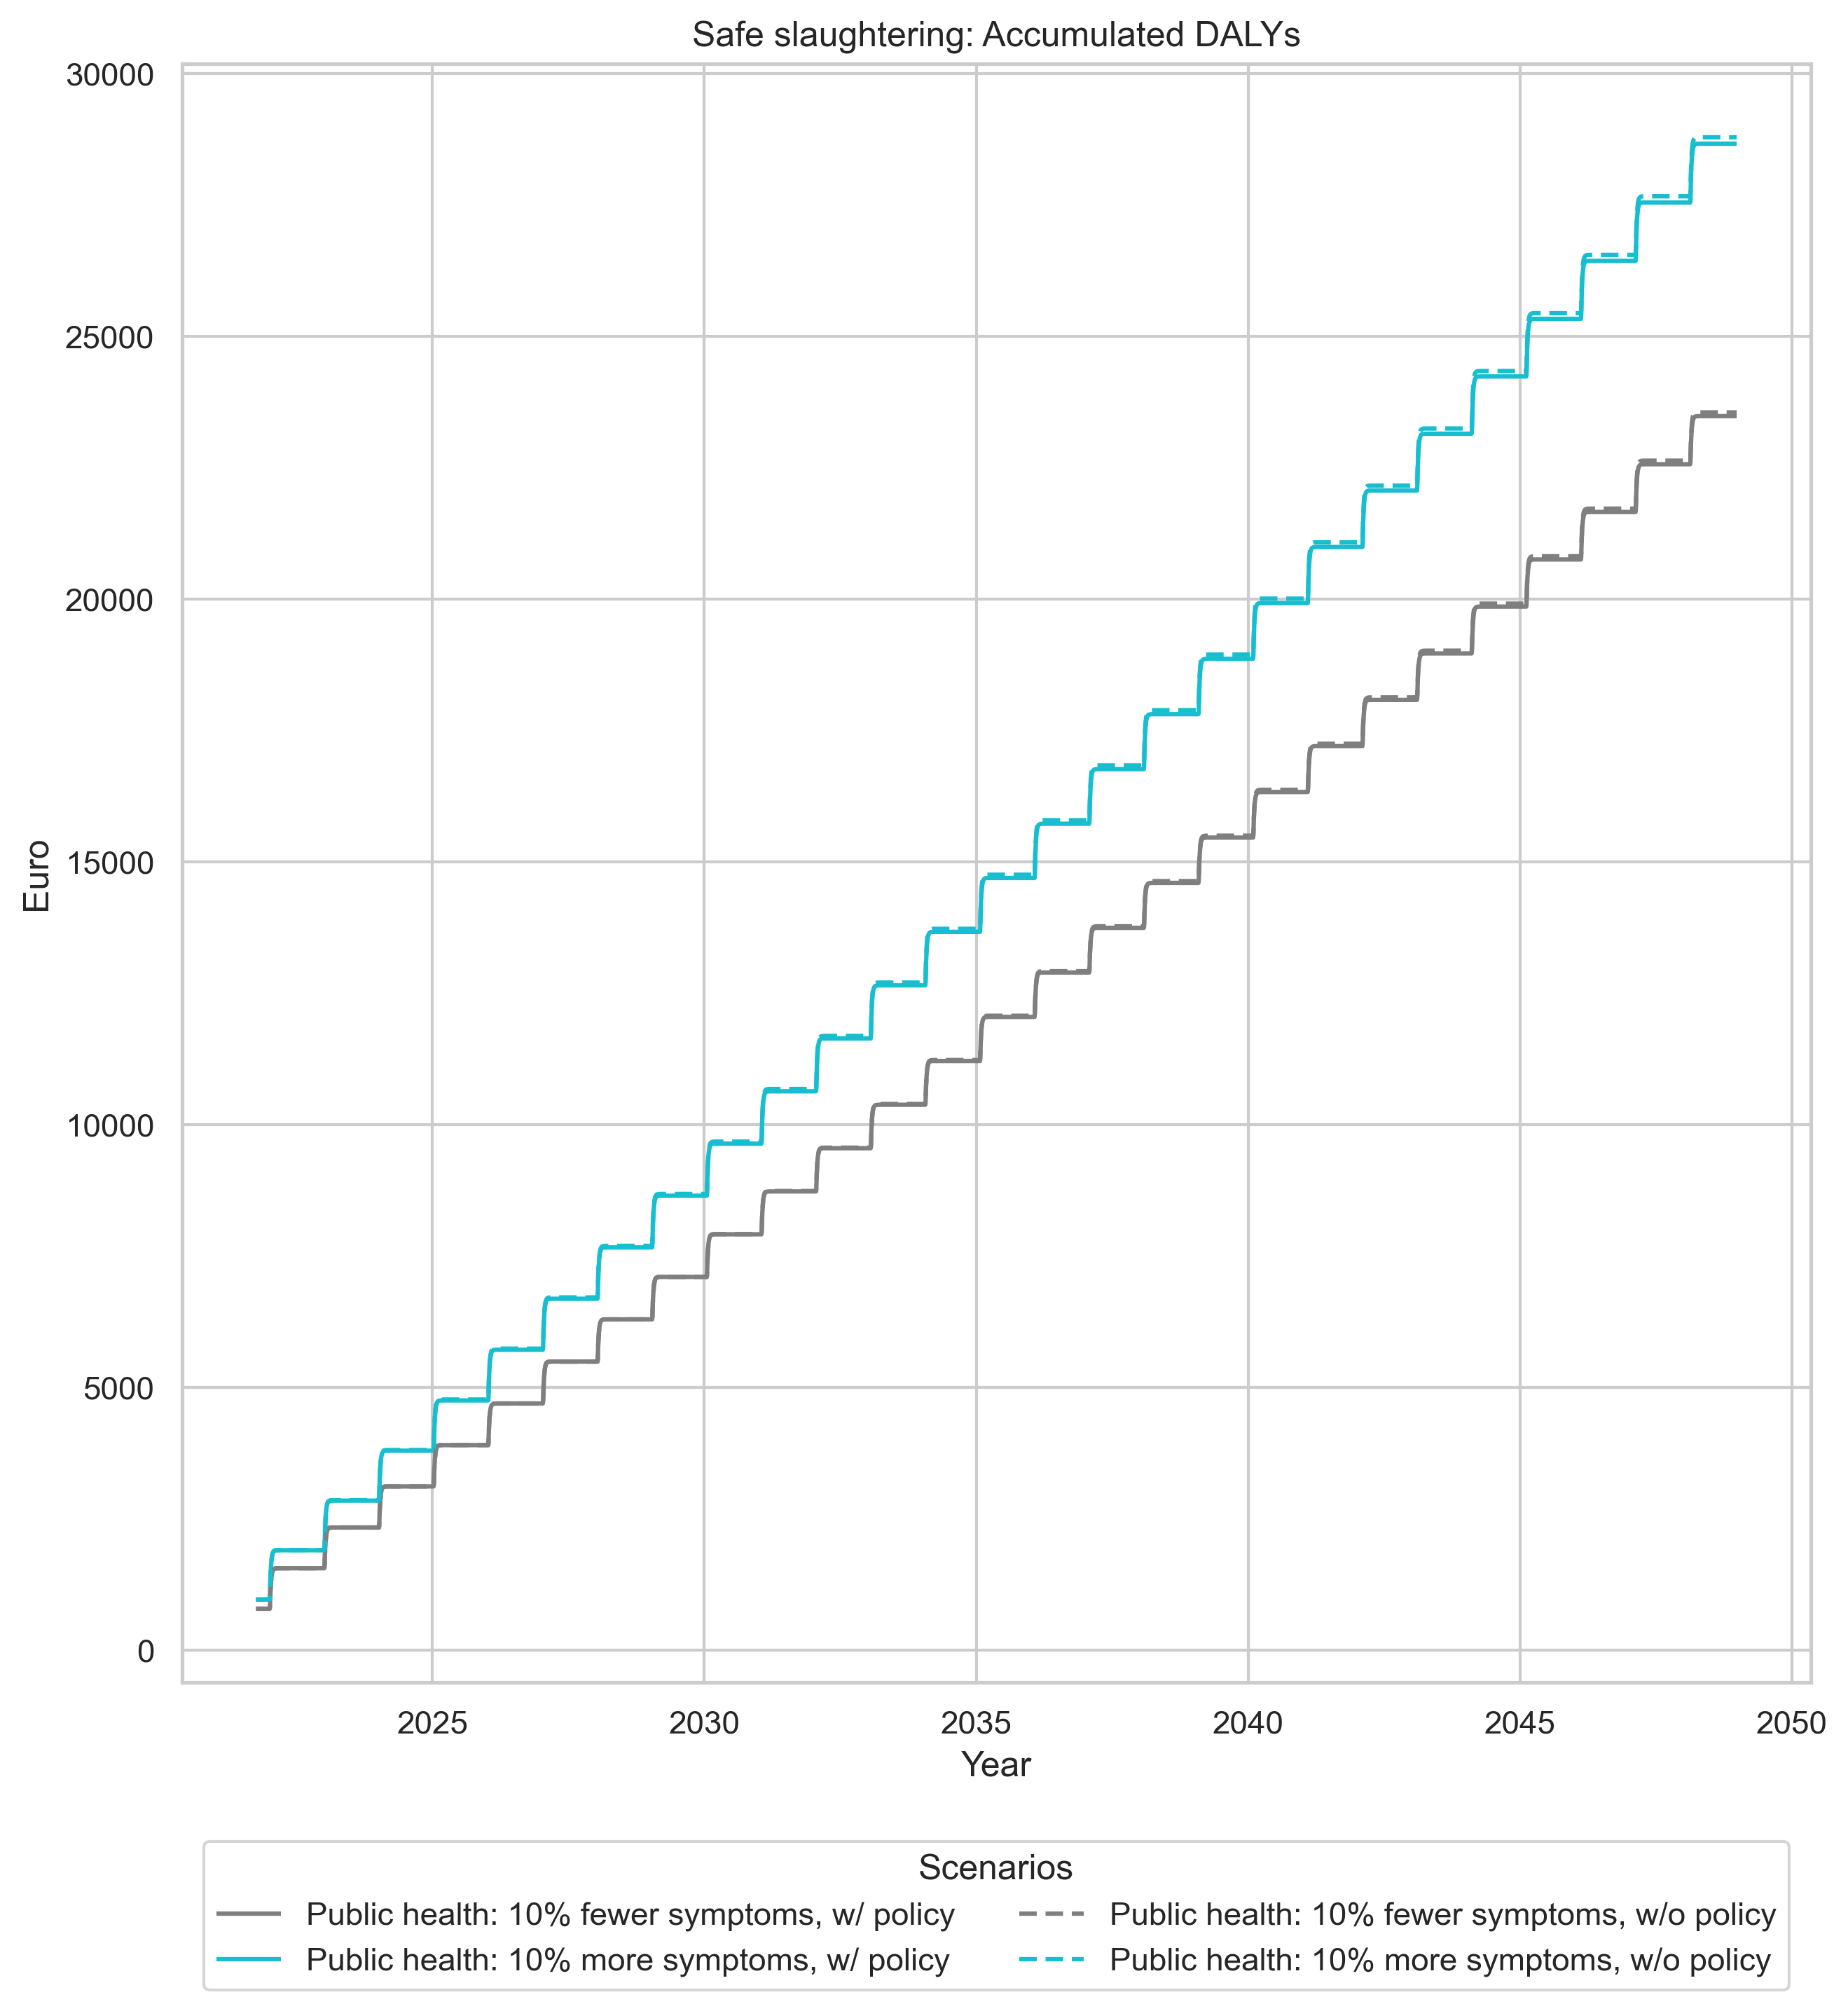 Safe slaughtering: Accumulated DALYs
30000
25000
20000
15000
10000
5000
0
Euro
2025 2030 2035 2040 2045 2050
Year
Scenarios
Public health: 10% fewer symptoms, w/ policy Public health: 10% fewer symptoms, w/o policy
Public health: 10% more symptoms, w/ policy Public health: 10% more symptoms, w/o policy